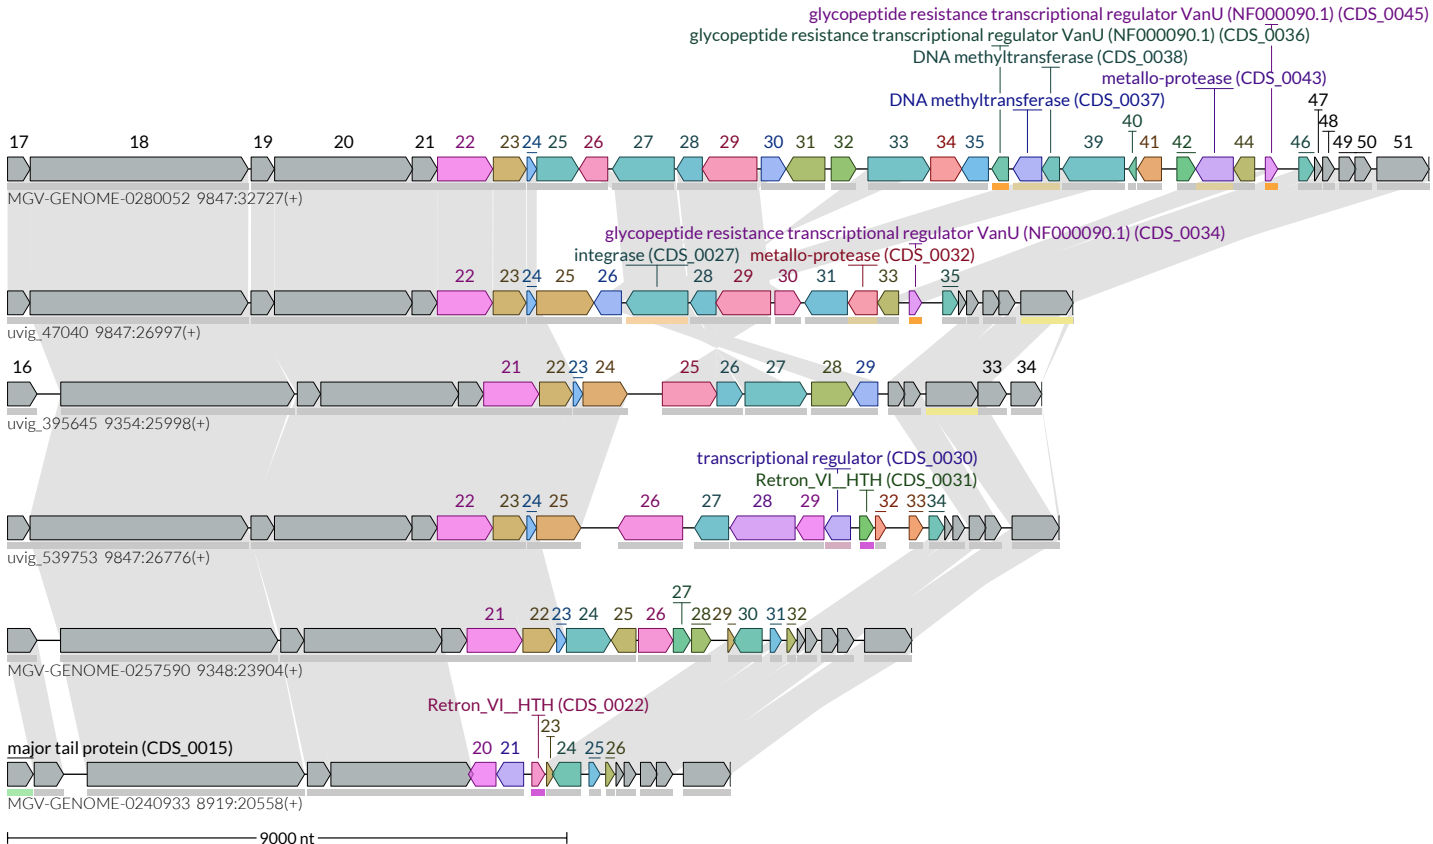 glycopeptide resistance transcriptional regulator VanU (NF000090.1) (CDS_0045)
glycopeptide resistance transcriptional regulator VanU (NF000090.1) (CDS_0036)
DNA methyltransferase (CDS_0038)
metallo-protease (CDS_0043)
DNA methyltransferase (CDS_0037)
47
40 48
17 18 19 20 21 22 23 24 25 26 27 28 29 30 31 32 33 34 35 39 41 42 44 46 49 50 51
MGV-GENOME-0280052 9847:32727(+)
glycopeptide resistance transcriptional regulator VanU (NF000090.1) (CDS_0034)
integrase (CDS_0027) metallo-protease (CDS_0032)
22 23 24 25 26 28 29 30 31 33 35
uvig_47040 9847:26997(+)
16 21 22 23 24 25 26 27 28 29 33 34
uvig_395645 9354:25998(+)
transcriptional regulator (CDS_0030)
Retron_VI__HTH (CDS_0031)
22 23 24 25 26 27 28 29 32 33 34
uvig_539753 9847:26776(+)
27
21 22 23 24 25 26 28 29 30 31 32
MGV-GENOME-0257590 9348:23904(+)
Retron_VI__HTH (CDS_0022)
23
major tail protein (CDS_0015) 20 21 24 25 26
MGV-GENOME-0240933 8919:20558(+)
9000 nt